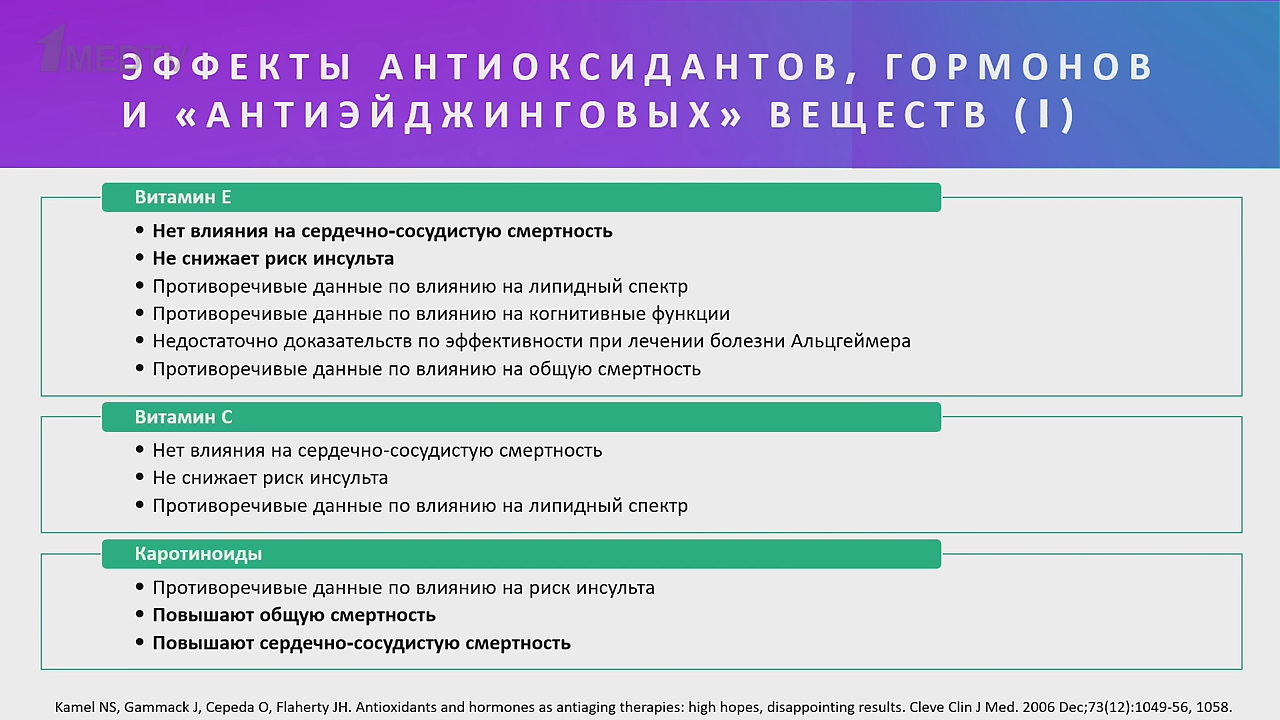 1МЕДТV
ЭФФЕКТЫ АНТИОКСИДАНТОВ, ГОРМОНОВ
И «АНТИЭЙДЖИНГОВЫХ» ВЕЩЕСТВ (I)
Витамин Е
• Нет влияния на сердечно-сосудистую смертность
• Не снижает риск инсульта
• Противоречивые данные по влиянию на липидный спектр
• Противоречивые данные по влиянию на когнитивные функции
• Недостаточно доказательств по эффективности при лечении болезни Альцгеймера
• Противоречивые данные по влиянию на общую смертность
Витамин С
• Нет влияния на сердечно-сосудистую смертность
• Не снижает риск инсульта
• Противоречивые данные по влиянию на липидный спектр
Каротиноиды
• Противоречивые данные по влиянию на риск инсульта
• Повышают общую смертность
• Повышают сердечно-сосудистую смертность
Kamel NS, Gammack J, Cepeda O, Flaherty JH. Antioxidants and hormones as antiaging therapies: high hopes, disappointing results. Cleve Clin J Med. 2006 Dec;73(12):1049-56, 1058.